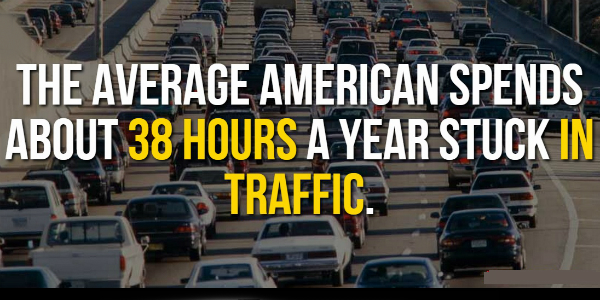 THE AVERAGE AMERICAN SPENDS
ABOUT 38 HOURS A YEAR STUCK IN
TRAFFIC.